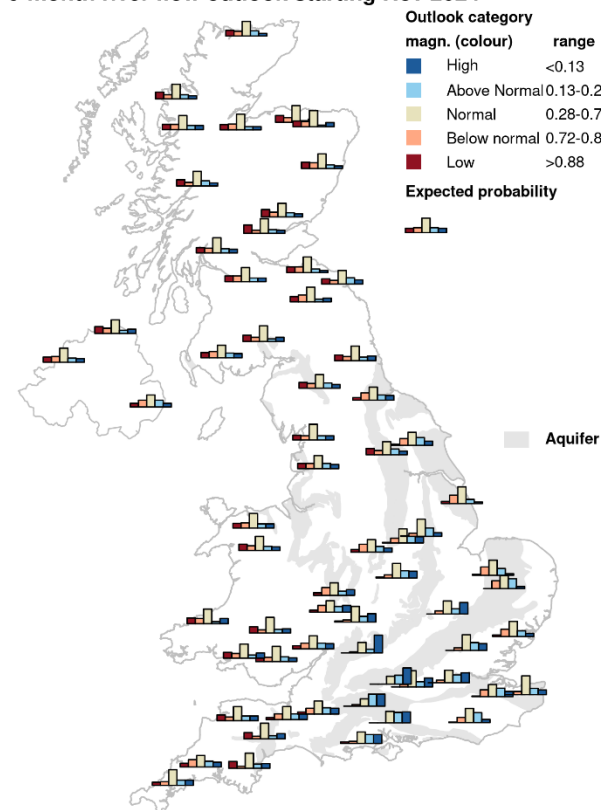 Outlook category
magn. (colour) range
High <0.13
Above Normal 0.13-0.2
Normal 0.28-0.7
Below normal 0.72-0.8
Low >0.88
Expected probability
Aquifer